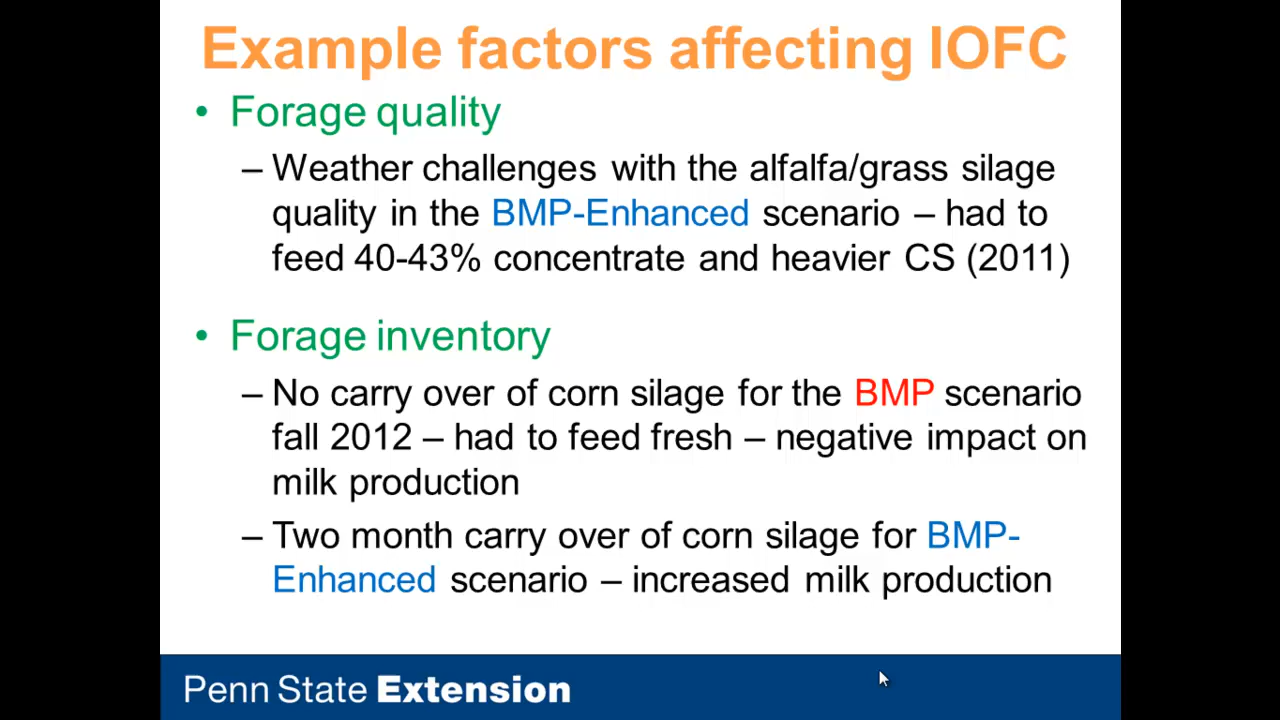 Example factors affecting IOFC
• Forage quality
– Weather challenges with the alfalfa/grass silage
quality in the BMP-Enhanced scenario – had to
feed 40-43% concentrate and heavier CS (2011)
• Forage inventory
– No carry over of corn silage for the BMP scenario
fall 2012 – had to feed fresh – negative impact on
milk production
– Two month carry over of corn silage for BMP-
Enhanced scenario – increased milk production
Penn State Extension